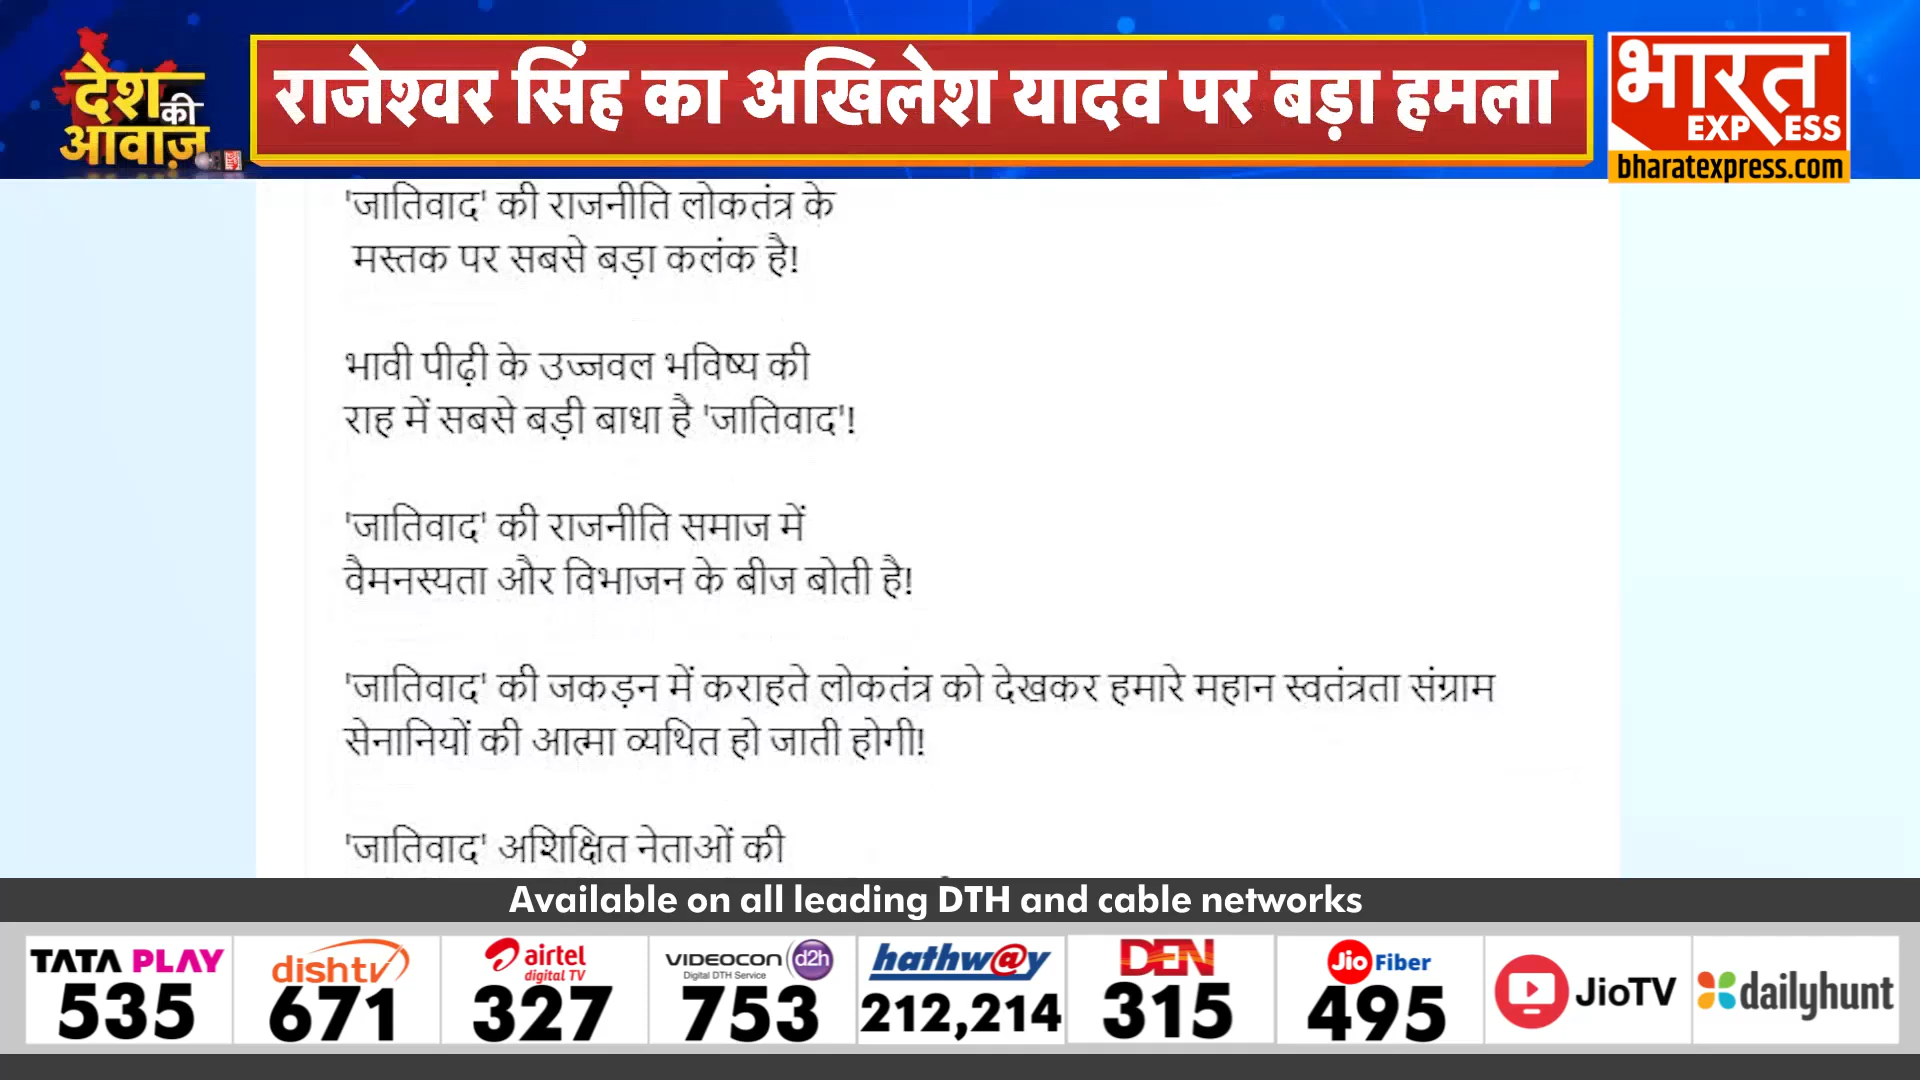 देश की आवाज़
राजेश्वर सिंह का अखिलेश यादव पर बड़ा हमला
भारत
EXPRESS
bharatexpress.com
'जातिवाद' की राजनीति लोकतंत्र के
मस्तक पर सबसे बड़ा कलंक है!
भावी पीढ़ी के उज्जवल भविष्य की
राह में सबसे बड़ी बाधा है 'जातिवाद'!
'जातिवाद' की राजनीति समाज में
वैमनस्यता और विभाजन के बीज बोती है!
'जातिवाद' की जकड़न में कराहते लोकतंत्र को देखकर हमारे महान स्वतंत्रता संग्राम
सेनानियों की आत्मा व्यथित हो जाती होगी!
'जातिवाद' अशिक्षित नेताओं की
Available on all leading DTH and cable networks
TATA PLAY
535
dishtv
671
airtel
digital TV
327
VIDEOCON d2h
Digital DTH Service
753
hathw@y
212,214
DEN
315
Jio Fiber
495
JioTV
dailyhunt